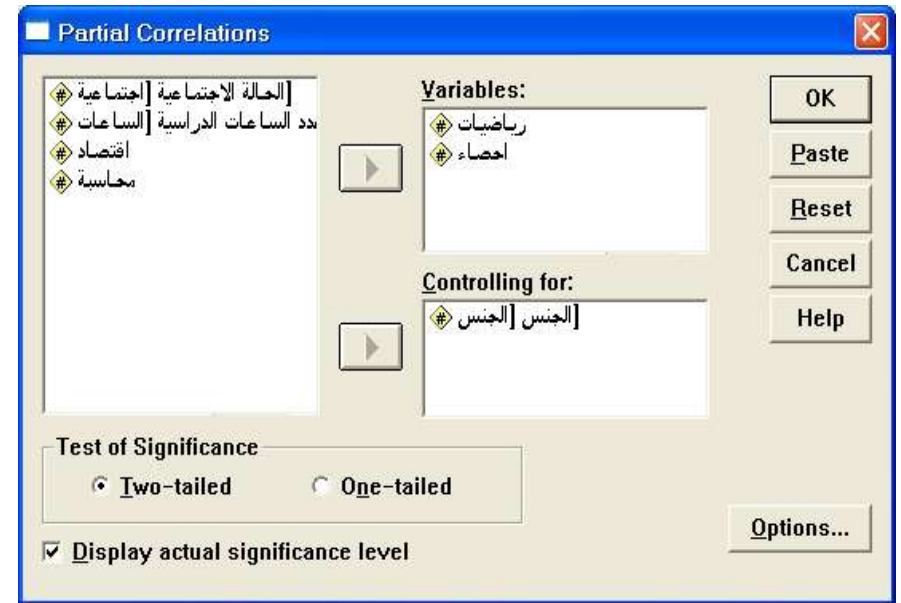 Partial Correlations
الحالة الاجتماعية [اجتماعية]
عدد الساعات الدراسية [الساعات
اقتصاد
محاسبة
Variables:
رياضيات
احصاء
Controlling for:
الجنس [الجنس]
OK
Paste
Reset
Cancel
Help
Test of Significance
Two-tailed
One-tailed
Display actual significance level
Options...